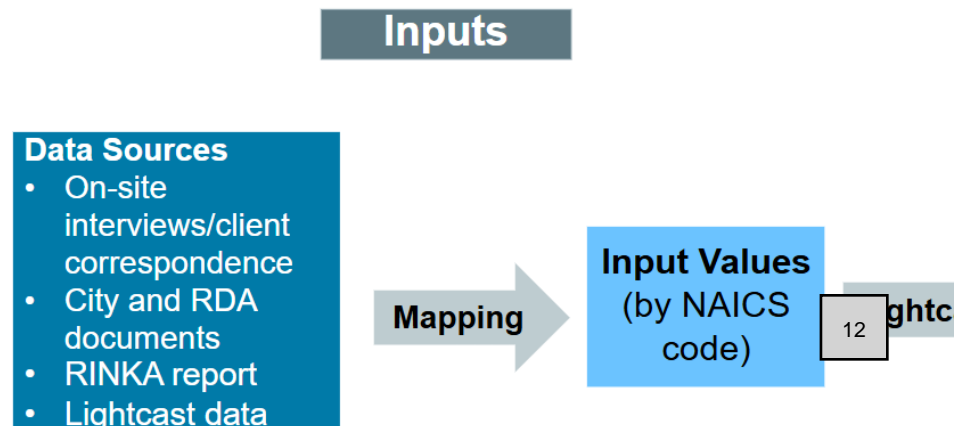 Inputs
Data Sources
• On-site
interviews/client
correspondence
• City and RDA
documents
• RINKA report
• Lightcast data
Mapping
Input Values
(by NAICS
code)
12
ghtc